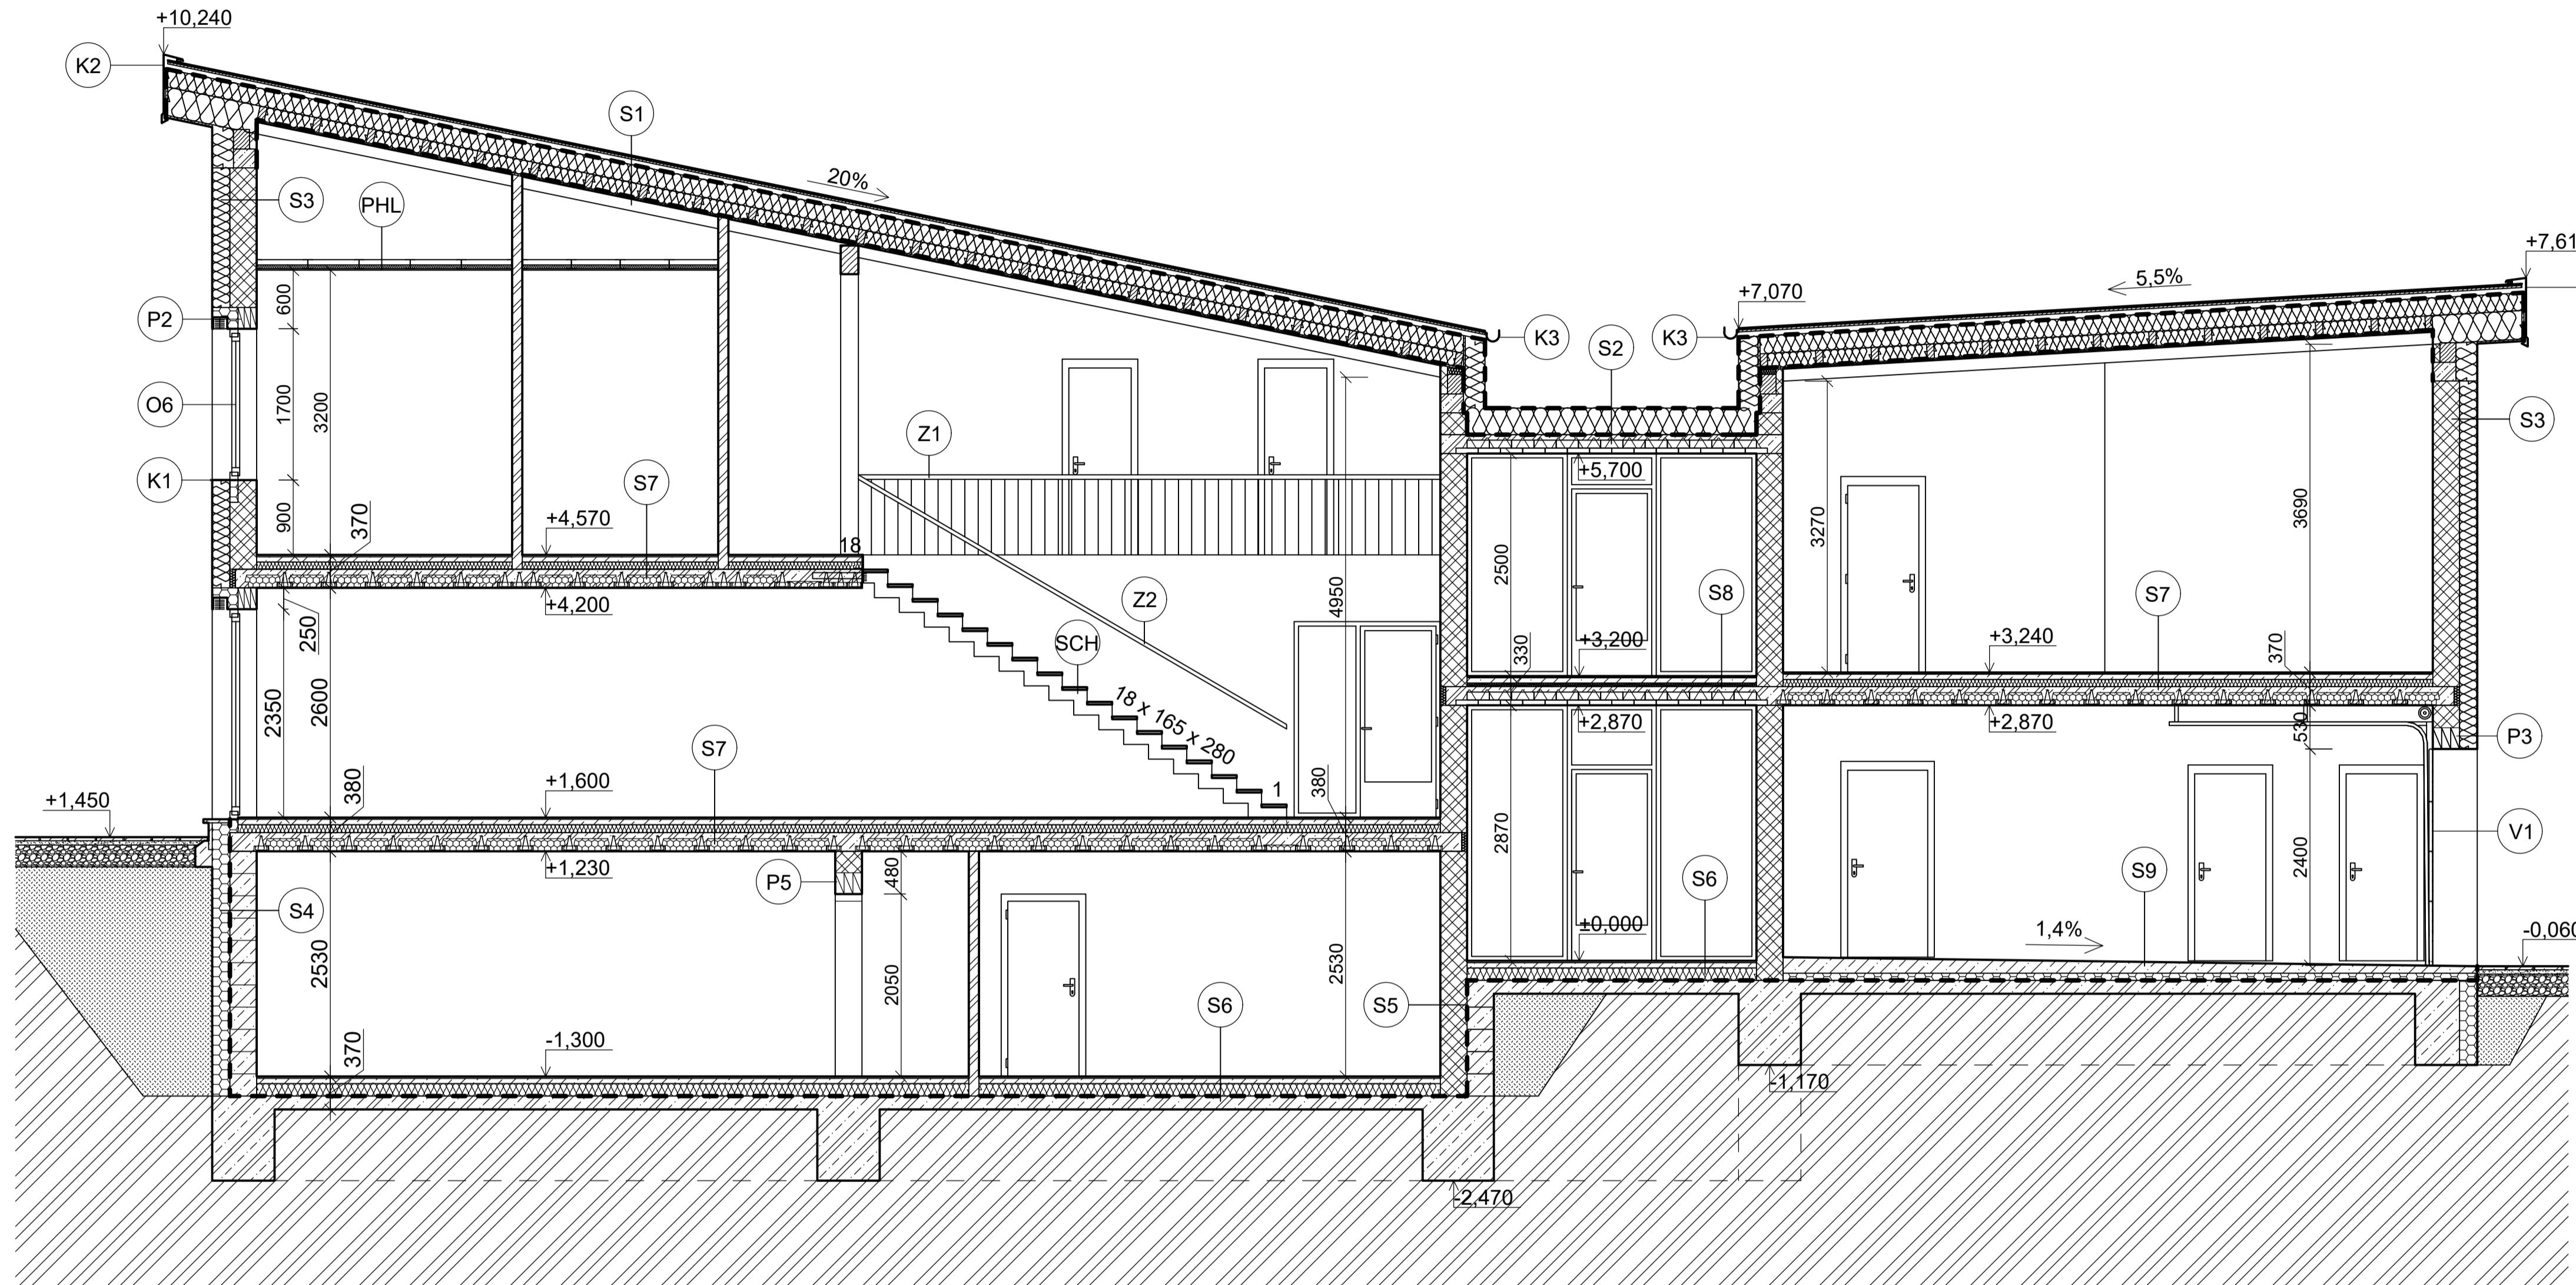 +10,240
K2
S1
20%
S3
PHL
+7,61
5,5%
+7,070
K3
K3
S2
P2
600
O6
1700
3200
S3
K1
Z1
+5,700
900
370
S7
+4,570
18
3270
3690
2500
+4,200
250
Z2
4950
S8
S7
SCH
330
+3,200
+3,240
370
2350
2600
18 x 165 x 280
S7
+2,870
+2,870
530
P3
+1,450
380
+1,600
1
380
V1
2870
2400
+1,230
P5
480
S6
S9
S4
±0,000
1,4%
-0,060
2530
2050
2530
S6
S5
370
-1,300
-1,170
-2,470